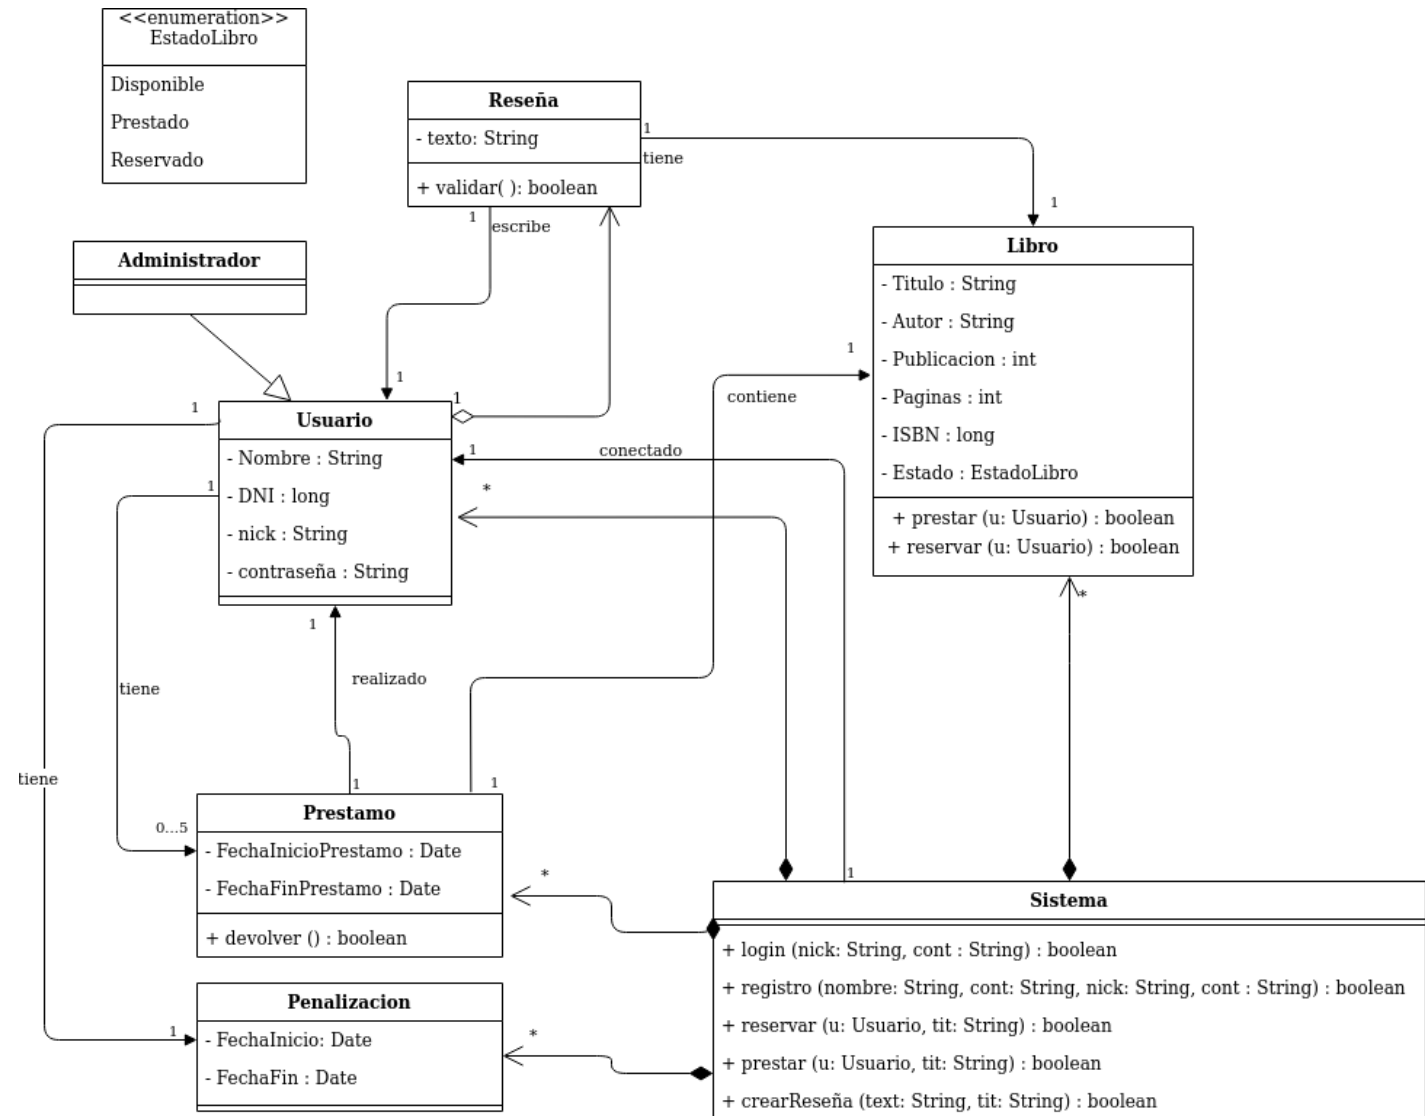 <<enumeration>>
EstadoLibro
Disponible
Prestado
Reservado
Reseña
- texto: String
+ validar( ): boolean
1
tiene
1
1
escribe
1
Administrador
Libro
- Titulo : String
- Autor : String
- Publicacion : int
- Paginas : int
- ISBN : long
- Estado : EstadoLibro
+ prestar (u: Usuario) : boolean
+ reservar (u: Usuario) : boolean
*
1
contiene
1
1
Usuario
- Nombre : String
- DNI : long
- nick : String
- contraseña : String
1
1
conectado
*
1
tiene
1
realizado
tiene
1
1
0...5
Prestamo
- FechaInicioPrestamo : Date
- FechaFinPrestamo : Date
+ devolver () : boolean
*
1
Penalizacion
- FechaInicio: Date
- FechaFin : Date
1
*
Sistema
+ login (nick: String, cont : String) : boolean
+ registro (nombre: String, cont: String, nick: String, cont : String) : boolean
+ reservar (u: Usuario, tit: String) : boolean
+ prestar (u: Usuario, tit: String) : boolean
+ crearReseña (text: String, tit: String) : boolean